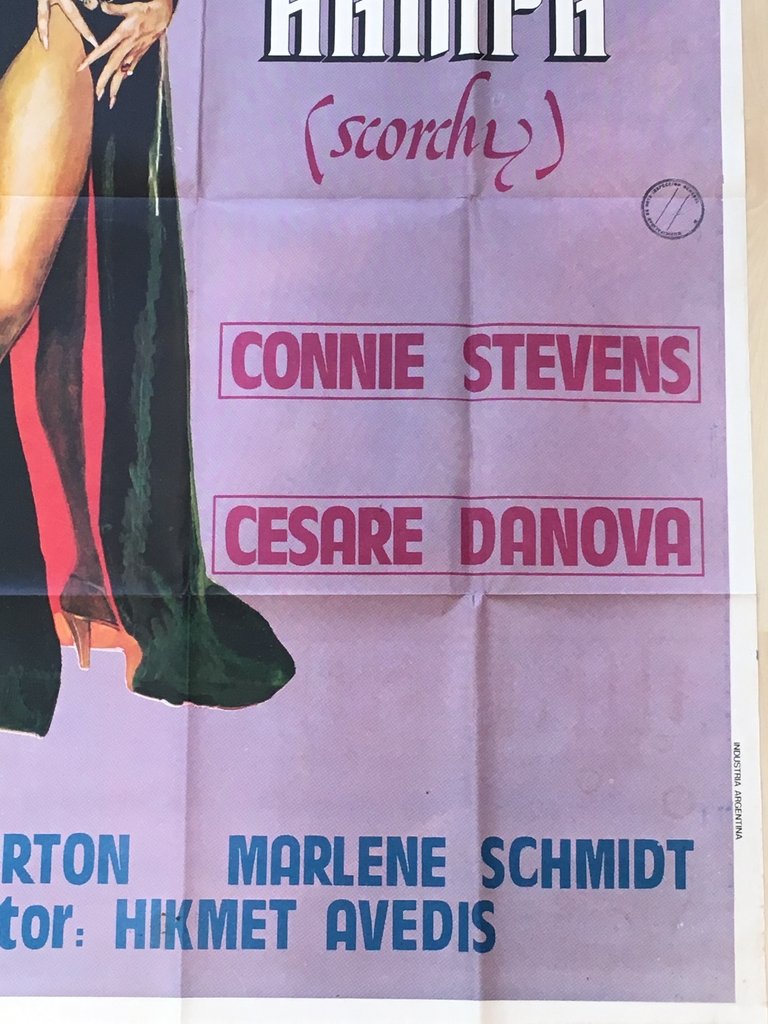 (scorchy)
CONNIE STEVENS
CESARE DANOVA
INDUSTRIA ARGENTINA
RTON MARLENE SCHMIDT
tor: HIKMET AVEDIS